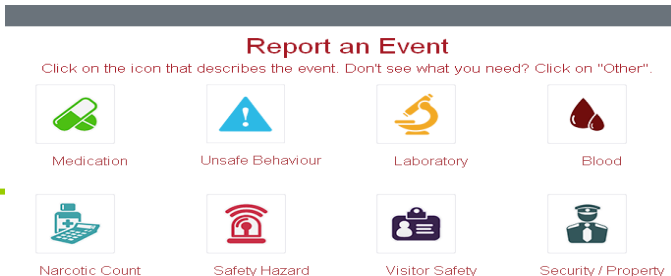 Report an Event
Click on the icon that describes the event. Don't see what you need? Click on "Other".
Medication Unsafe Behaviour Laboratory Blood
Narcotic Count Safety Hazard Visitor Safety Security / Property